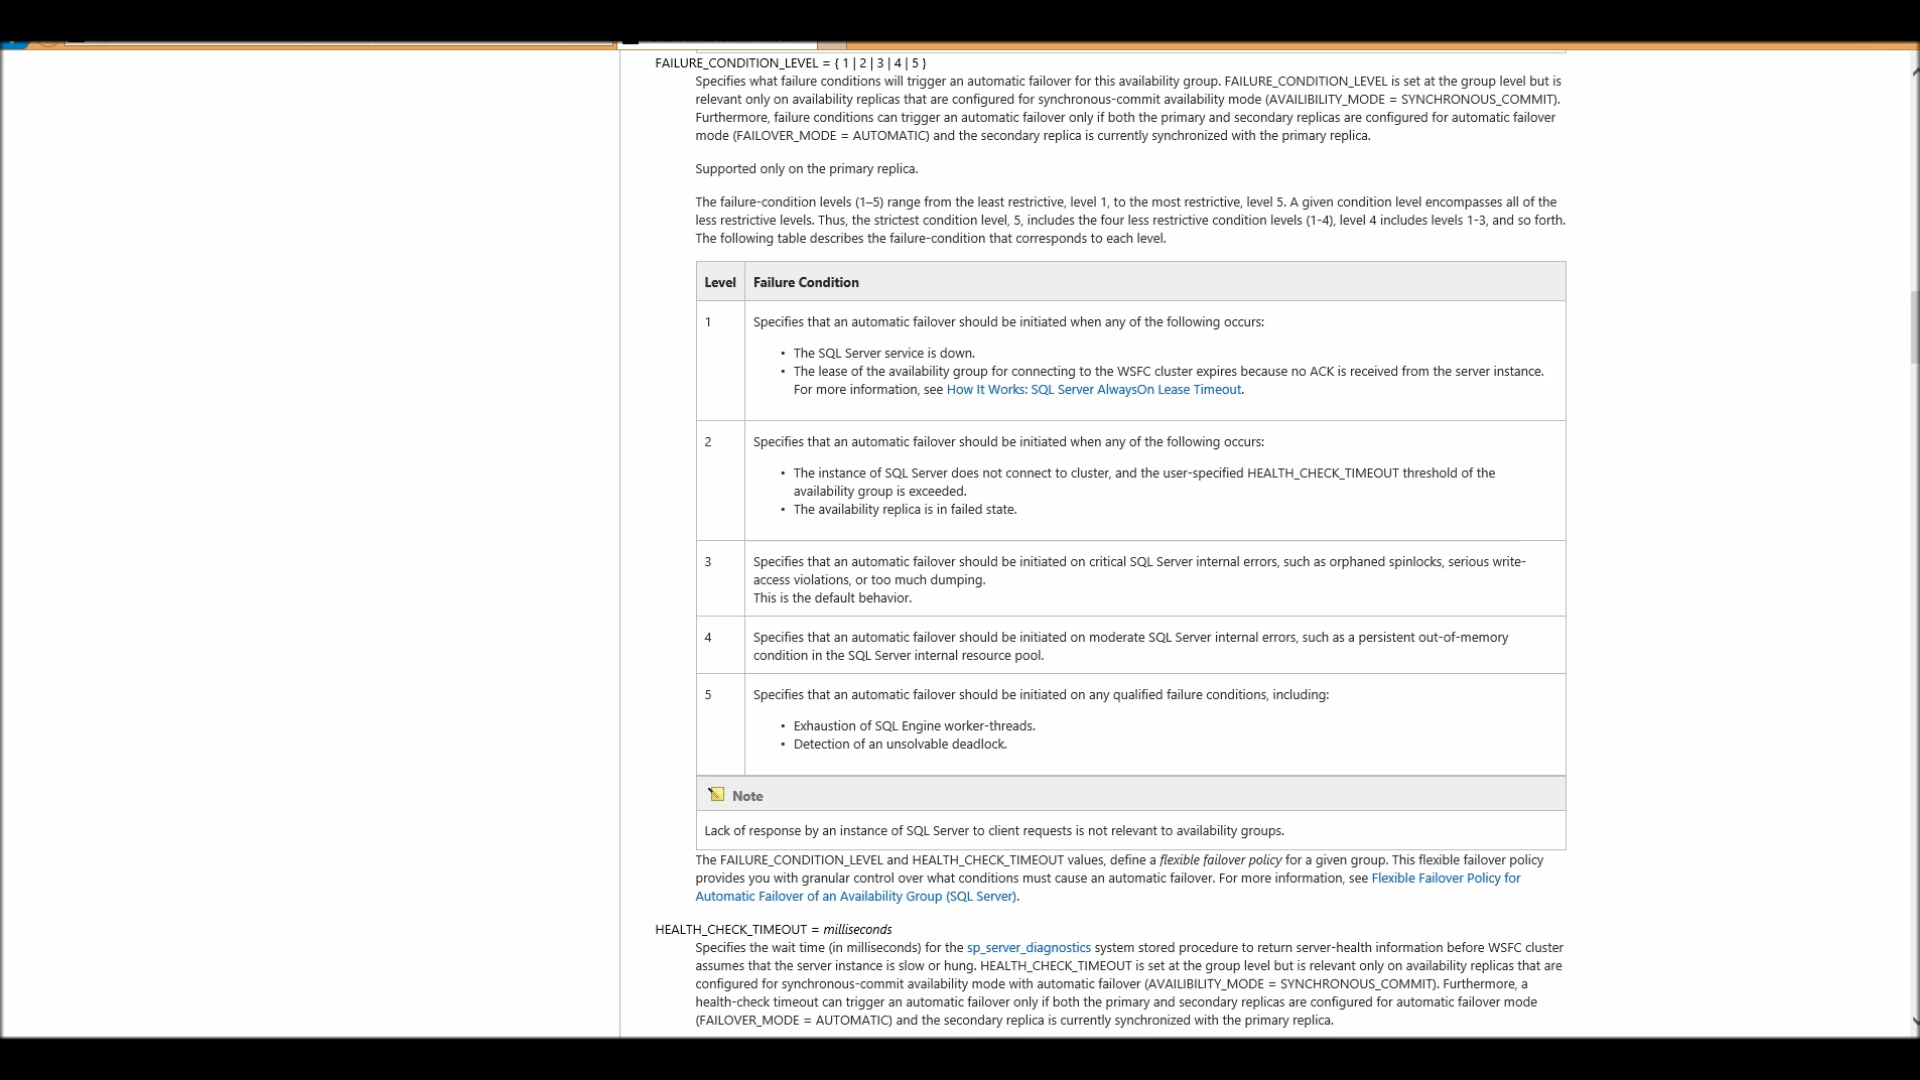 FAILURE_CONDITION_LEVEL = { 1 | 2 | 3 | 4 | 5 }
Specifies what failure conditions will trigger an automatic failover for this availability group. FAILURE_CONDITION_LEVEL is set at the group level but is
relevant only on availability replicas that are configured for synchronous-commit availability mode (AVAILIBILITY_MODE = SYNCHRONOUS_COMMIT).
Furthermore, failure conditions can trigger an automatic failover only if both the primary and secondary replicas are configured for automatic failover
mode (FAILOVER_MODE = AUTOMATIC) and the secondary replica is currently synchronized with the primary replica.
Supported only on the primary replica.
The failure-condition levels (1–5) range from the least restrictive, level 1, to the most restrictive, level 5. A given condition level encompasses all of the
less restrictive levels. Thus, the strictest condition level, 5, includes the four less restrictive condition levels (1-4), level 4 includes levels 1-3, and so forth.
The following table describes the failure-condition that corresponds to each level.
Level Failure Condition
1 Specifies that an automatic failover should be initiated when any of the following occurs:
• The SQL Server service is down.
• The lease of the availability group for connecting to the WSFC cluster expires because no ACK is received from the server instance.
For more information, see How It Works: SQL Server AlwaysOn Lease Timeout.
2 Specifies that an automatic failover should be initiated when any of the following occurs:
• The instance of SQL Server does not connect to cluster, and the user-specified HEALTH_CHECK_TIMEOUT threshold of the
availability group is exceeded.
• The availability replica is in failed state.
3 Specifies that an automatic failover should be initiated on critical SQL Server internal errors, such as orphaned spinlocks, serious write-
access violations, or too much dumping.
This is the default behavior.
4 Specifies that an automatic failover should be initiated on moderate SQL Server internal errors, such as a persistent out-of-memory
condition in the SQL Server internal resource pool.
5 Specifies that an automatic failover should be initiated on any qualified failure conditions, including:
• Exhaustion of SQL Engine worker-threads.
• Detection of an unsolvable deadlock.
Note
Lack of response by an instance of SQL Server to client requests is not relevant to availability groups.
The FAILURE_CONDITION_LEVEL and HEALTH_CHECK_TIMEOUT values, define a flexible failover policy for a given group. This flexible failover policy
provides you with granular control over what conditions must cause an automatic failover. For more information, see Flexible Failover Policy for
Automatic Failover of an Availability Group (SQL Server).
HEALTH_CHECK_TIMEOUT = milliseconds
Specifies the wait time (in milliseconds) for the sp_server_diagnostics system stored procedure to return server-health information before WSFC cluster
assumes that the server instance is slow or hung. HEALTH_CHECK_TIMEOUT is set at the group level but is relevant only on availability replicas that are
configured for synchronous-commit availability mode with automatic failover (AVAILIBILITY_MODE = SYNCHRONOUS_COMMIT). Furthermore, a
health-check timeout can trigger an automatic failover only if both the primary and secondary replicas are configured for automatic failover mode
(FAILOVER_MODE = AUTOMATIC) and the secondary replica is currently synchronized with the primary replica.